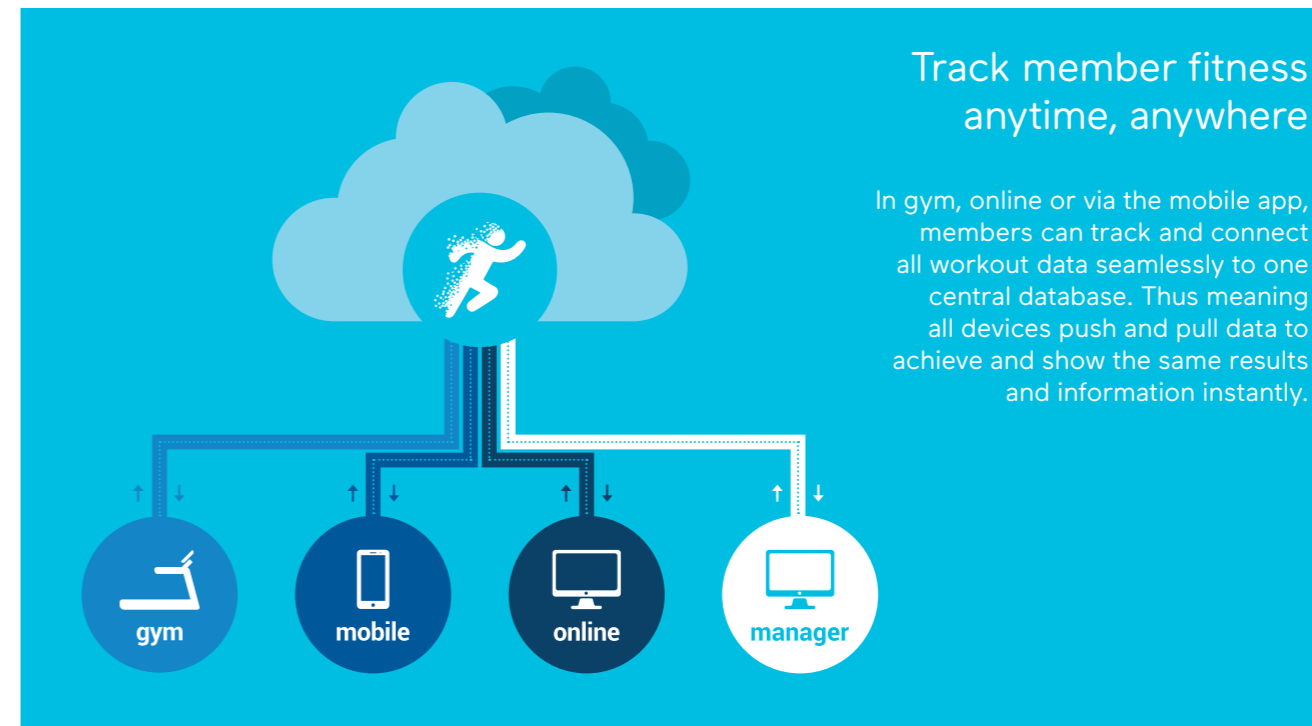 Track member fitness
anytime, anywhere
In gym, online or via the mobile app,
members can track and connect
all workout data seamlessly to one
central database. Thus meaning
all devices push and pull data to
achieve and show the same results
and information instantly.
gym
mobile
online
manager